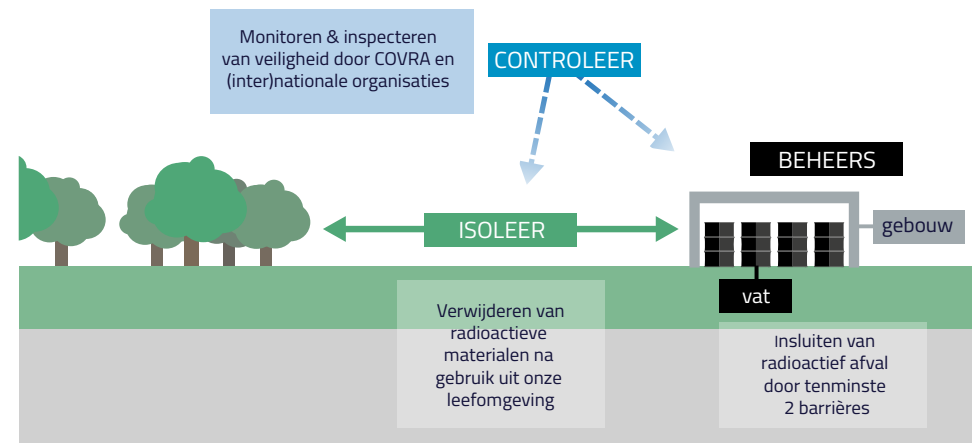 Monitoren & inspecteren
van veiligheid door COVRA en
(inter)nationale organisaties
CONTROLEER
BEHEERS
ISOLEER
gebouw
vat
Verwijderen van
radioactieve
materialen na
gebruik uit onze
leefomgeving
Insluiten van
radioactief afval
door tenminste
2 barrières